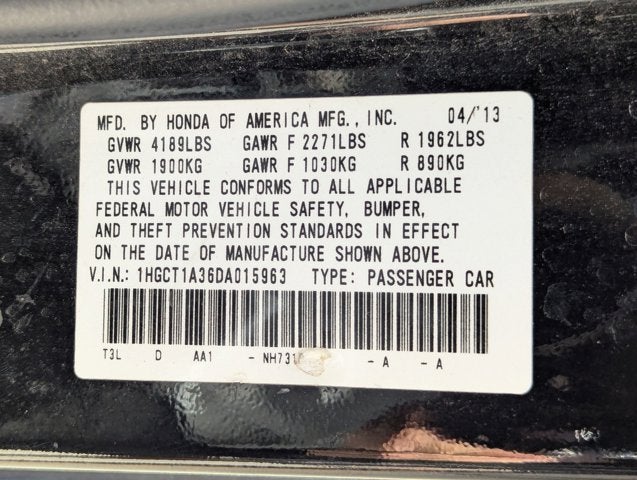 MFD. BY HONDA OF AMERICA MFG., INC. 04/'13
GVWR 4189LBS GAWR F 2271LBS R 1962LBS
GVWR 1900KG GAWR F 1030KG R 890KG
THIS VEHICLE CONFORMS TO ALL APPLICABLE
FEDERAL MOTOR VEHICLE SAFETY, BUMPER,
AND THEFT PREVENTION STANDARDS IN EFFECT
ON THE DATE OF MANUFACTURE SHOWN ABOVE.
V.I.N.: 1HGCT1A36DA015963 TYPE: PASSENGER CAR
T3L D AA1 - - A - A